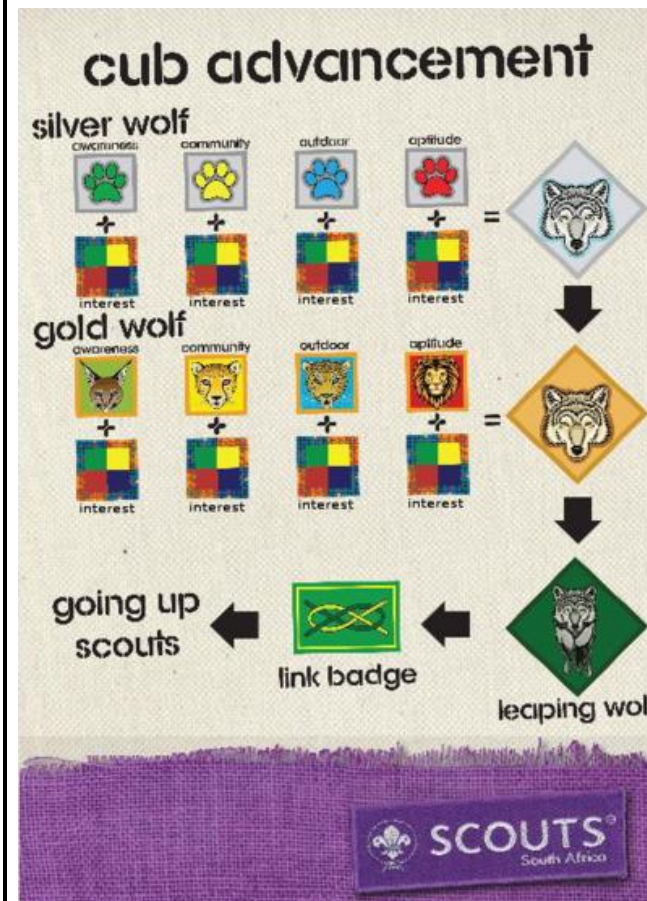 cub advancement
silver wolf
awareness community outdoor aptitude
+ + + + =
interest interest interest interest
gold wolf
awareness community outdoor aptitude
+ + + + =
interest interest interest interest
going up
scouts
link badge
leaping wol
SCOUTS®
South Africa